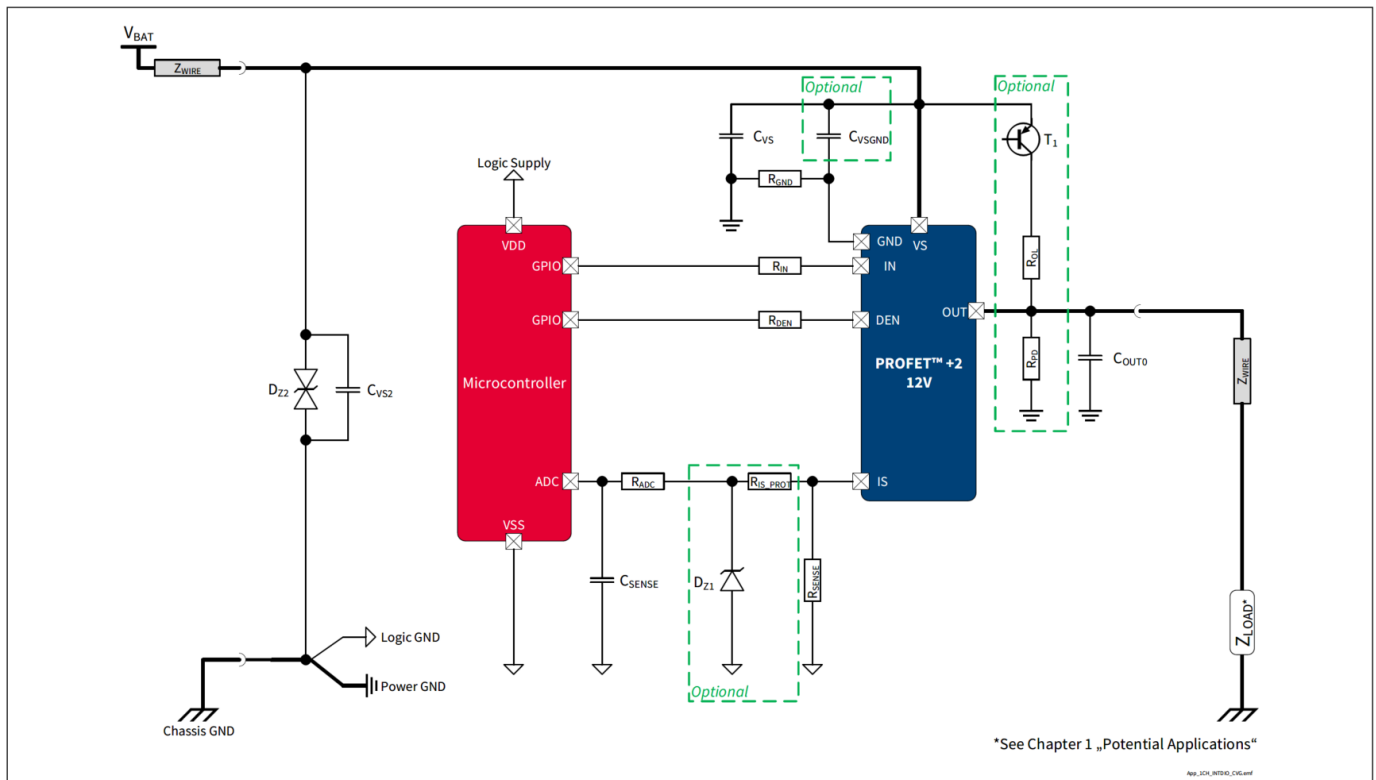 VBAT
ZWIRE
Optional
Optional
CVS
CVSGND
T1
Logic Supply
RGND
VDD
GND
VS
GPIO
RIN
IN
ROL
GPIO
RDEN
DEN
OUT
PROFET™ +2
12V
RPD
COUT0
ZWIRE
Microcontroller
DZ2
CVS2
ADC
RADC
RIS_PROT
IS
VSS
CSENSE
DZ1
RSENSE
ZLOAD*
Logic GND
Power GND
Optional
Chassis GND
*See Chapter 1 „Potential Applications“
App_1CH_INTDIO_CVG.emf